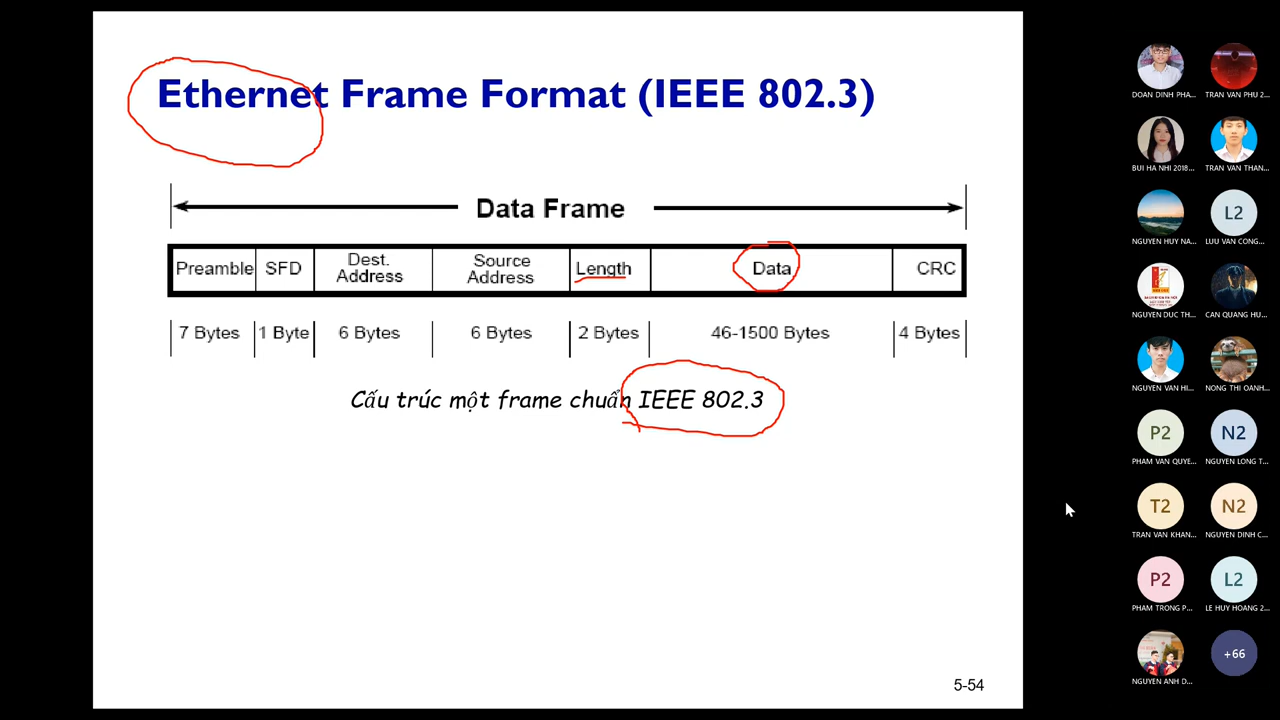 Ethernet Frame Format (IEEE 802.3)
Data Frame
Preamble SFD Dest. Address Source Address Length Data CRC
7 Bytes 1 Byte 6 Bytes 6 Bytes 2 Bytes 46-1500 Bytes 4 Bytes
Cấu trúc một frame chuẩn IEEE 802.3
5-54
DOAN DINH PHA... TRAN VAN PHU 2...
BUI HA NHI 2018... TRAN VAN THAN...
L2
NGUYEN HUY NA... LUU VAN CONG...
NGUYEN DUC TH... CAN QUANG HU...
NGUYEN VAN HI... NONG THI OANH...
P2 N2
PHAM VAN QUYE... NGUYEN LONG T...
T2 N2
TRAN VAN KHAN... NGUYEN DINH C...
P2 L2
PHAM TRONG P... LE HUY HOANG 2...
+66
NGUYEN ANH D...